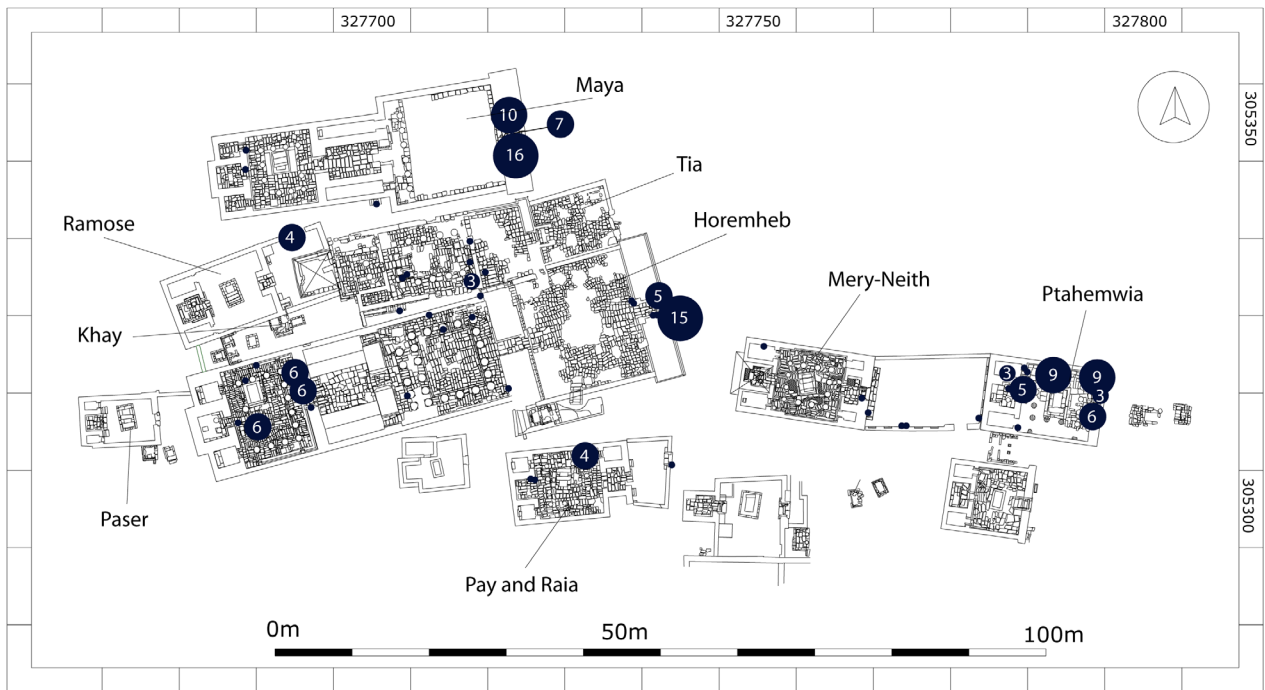 327700
327750
327800
305350
305300
Maya
10
7
16
Tia
Ramose
Horemheb
4
3
5
15
Mery-Neith
Ptahemwia
Khay
6
6
6
3
9
9
5
3
6
4
Paser
Pay and Raia
0m
50m
100m